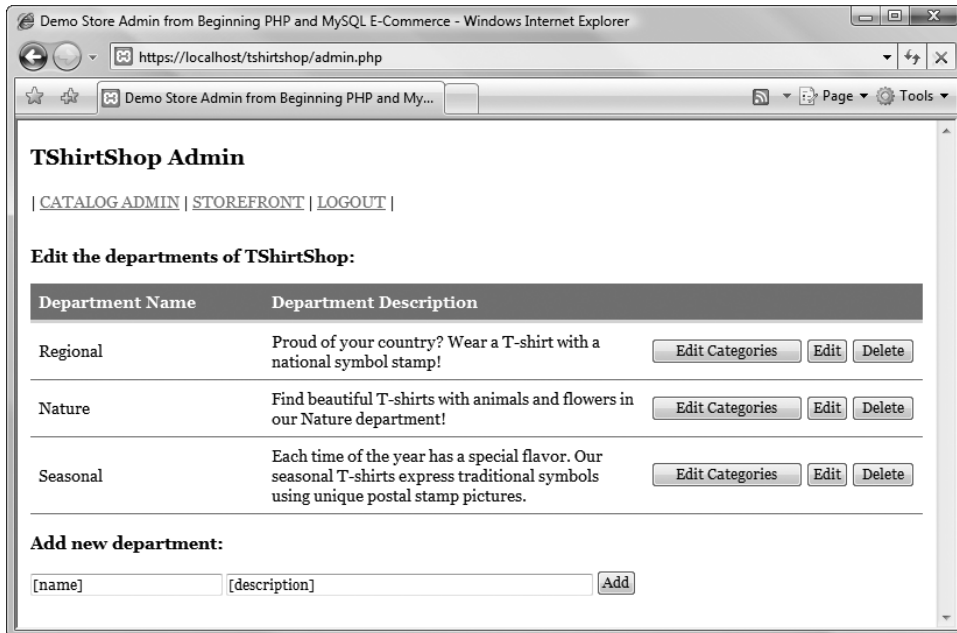 Demo Store Admin from Beginning PHP and MySQL E-Commerce - Windows Internet Explorer
https://localhost/tshirtshop/admin.php
Demo Store Admin from Beginning PHP and My...
Page
Tools
TShirtShop Admin
| CATALOG ADMIN | STOREFRONT | LOGOUT |
Edit the departments of TShirtShop:
Department Name Department Description
Regional
Proud of your country? Wear a T-shirt with a
national symbol stamp!
Edit Categories Edit Delete
Nature
Find beautiful T-shirts with animals and flowers in
our Nature department!
Edit Categories Edit Delete
Seasonal
Each time of the year has a special flavor. Our
seasonal T-shirts express traditional symbols
using unique postal stamp pictures.
Edit Categories Edit Delete
Add new department:
[name] [description] Add